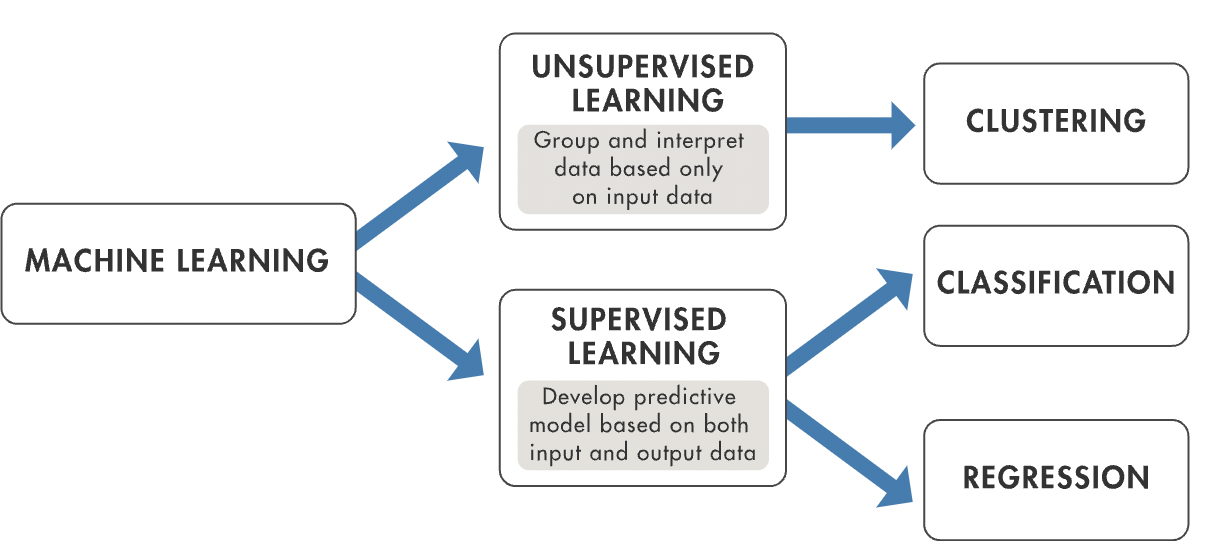 MACHINE LEARNING
UNSUPERVISED
LEARNING
Group and interpret
data based only
on input data
SUPERVISED
LEARNING
Develop predictive
model based on both
input and output data
CLUSTERING
CLASSIFICATION
REGRESSION